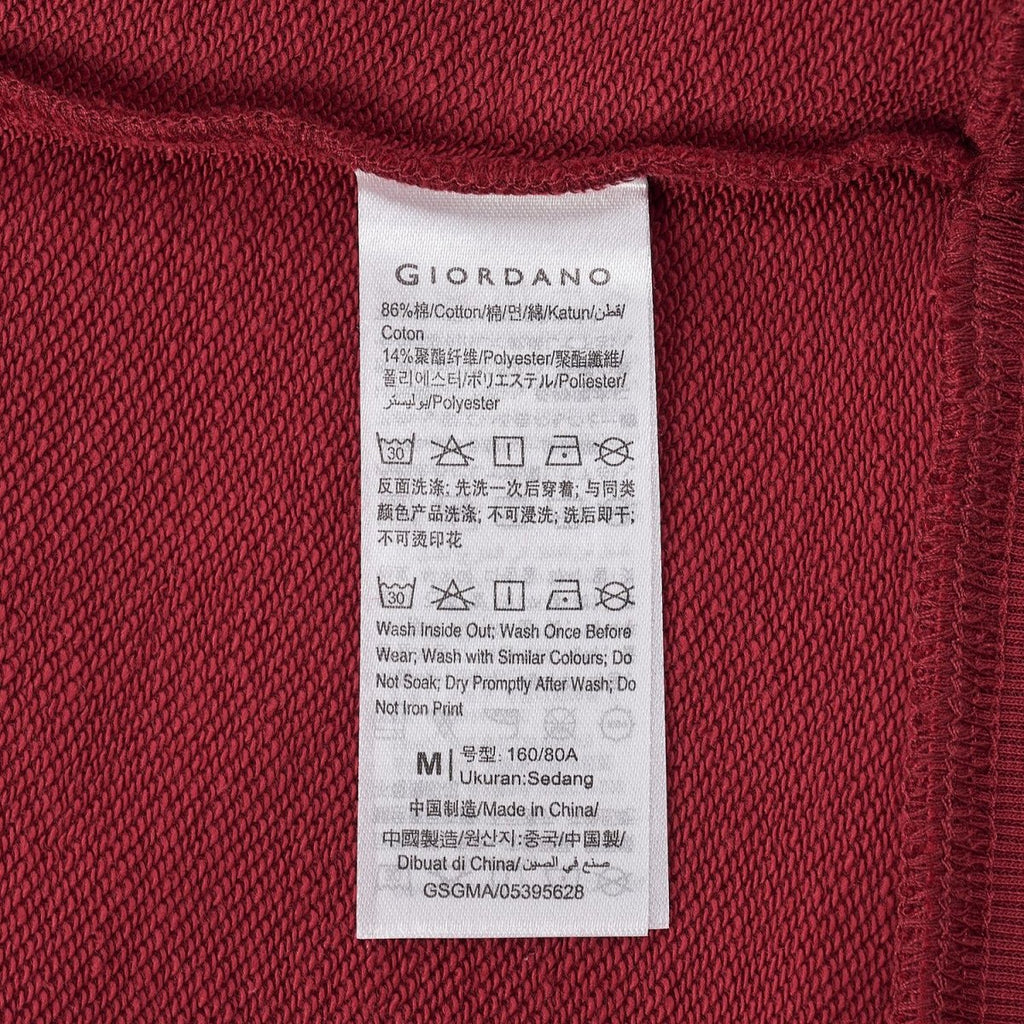 GIORDANO
86%棉/Cotton/棉/면/綿/Katun/قطن/
Coton
14%聚酯纤维/Polyester/聚酯纖維/
폴리에스터/ポリエステル/Poliester/
بوليستر/Polyester
30
反面洗涤; 先洗一次后穿着; 与同类
颜色产品洗涤; 不可浸洗; 洗后即干;
不可烫印花
30
Wash Inside Out; Wash Once Before
Wear; Wash with Similar Colours; Do
Not Soak; Dry Promptly After Wash; Do
Not Iron Print
M 号型: 160/80A
Ukuran:Sedang
中国制造/Made in China/
中國製造/원산지:중국/中国製/
Dibuat di China/صنع في الصين
GSGMA/05395628